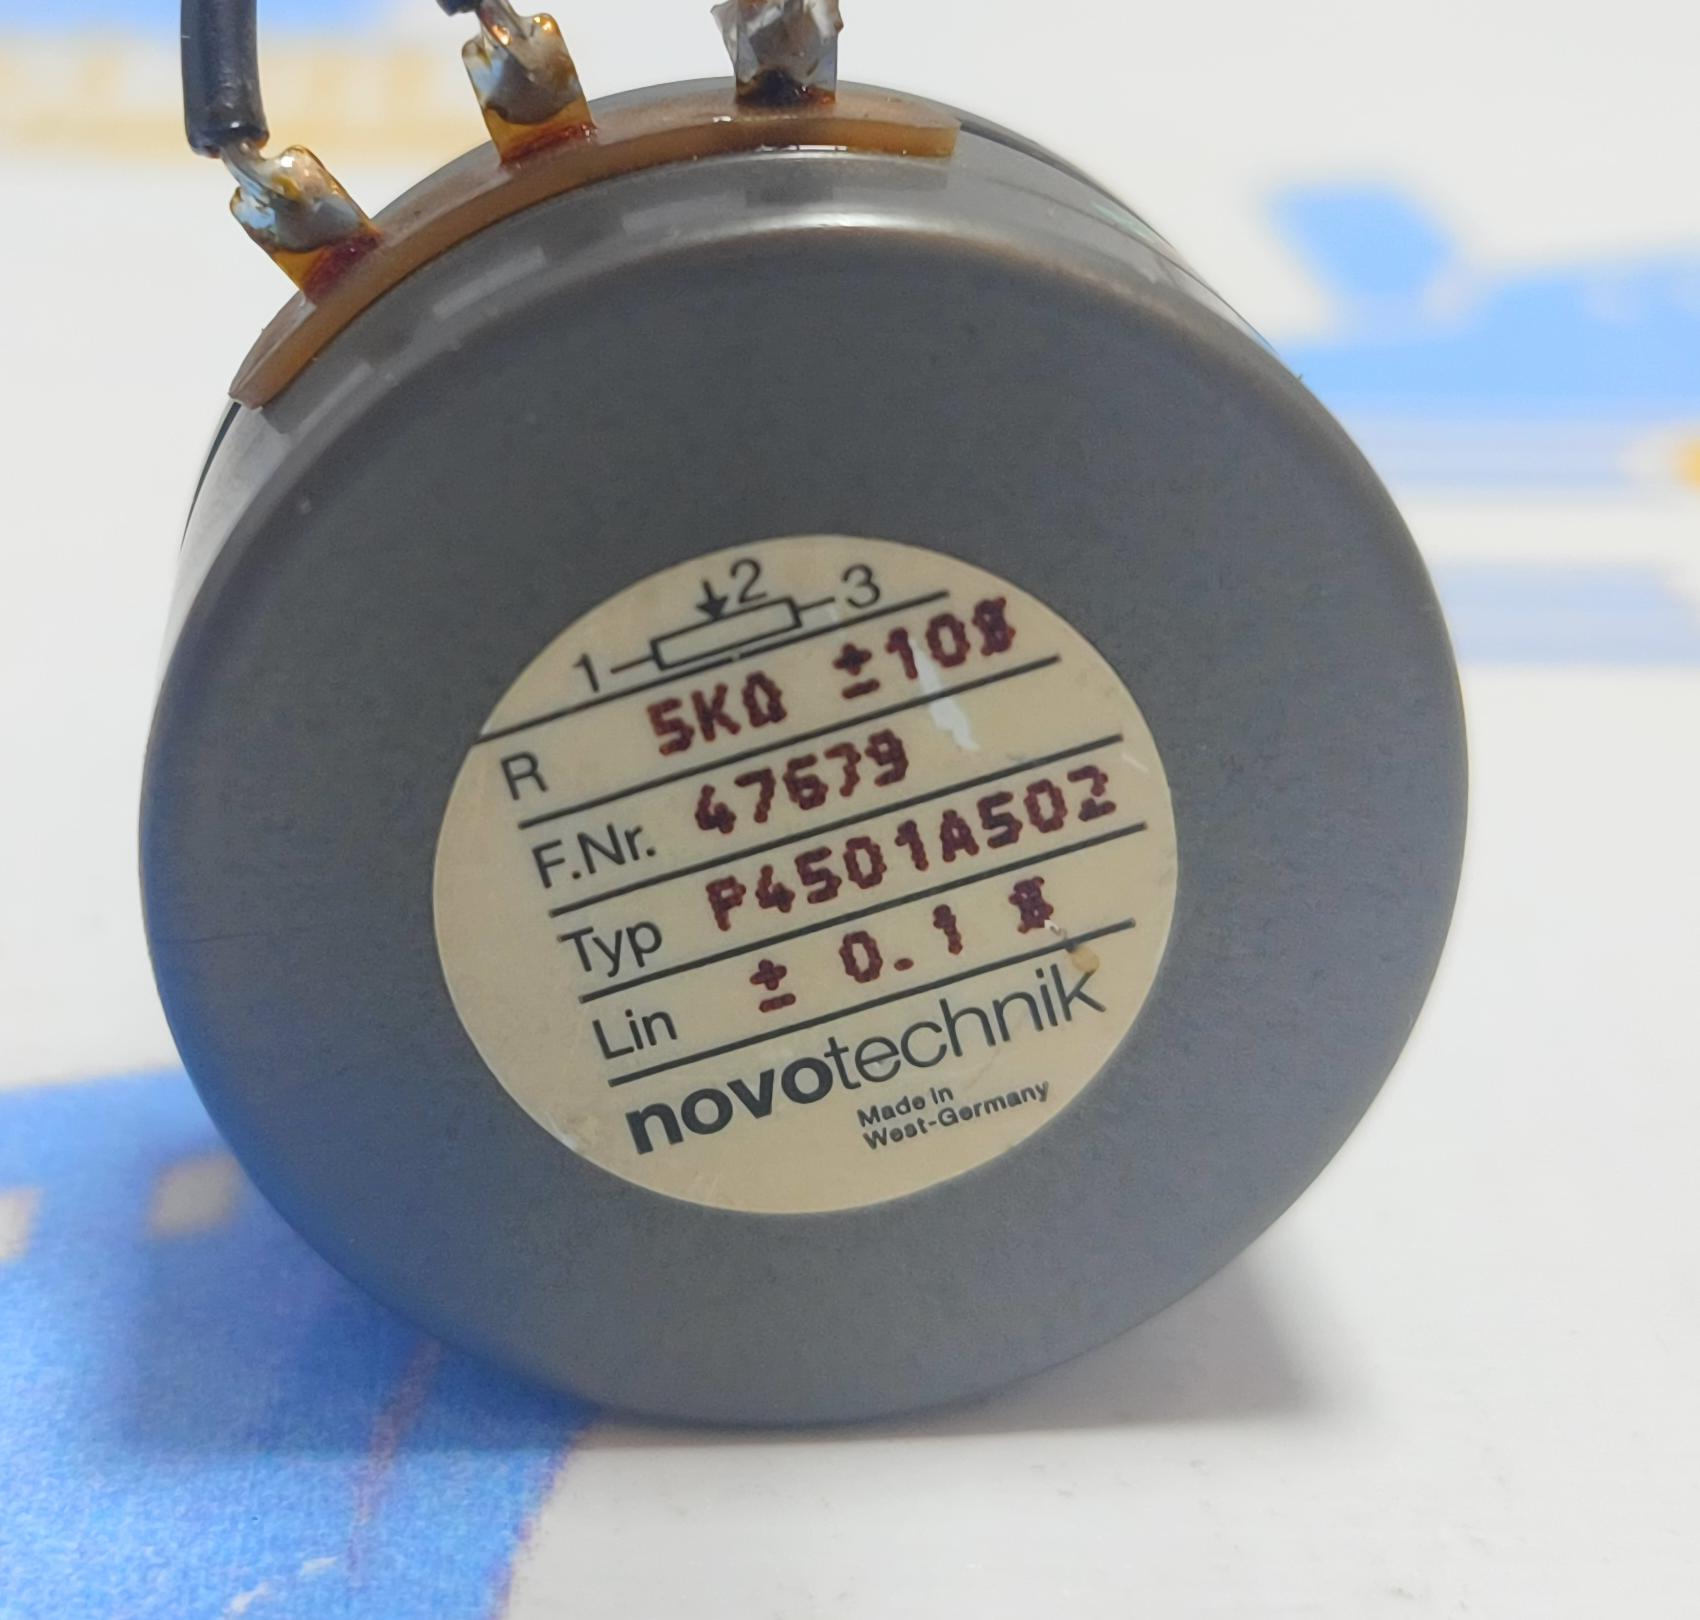 1 2 3
R 5KΩ ±10%
F.Nr. 47679
Typ P4501A502
Lin ± 0.1 %
novotechnik
Made in
West-Germany